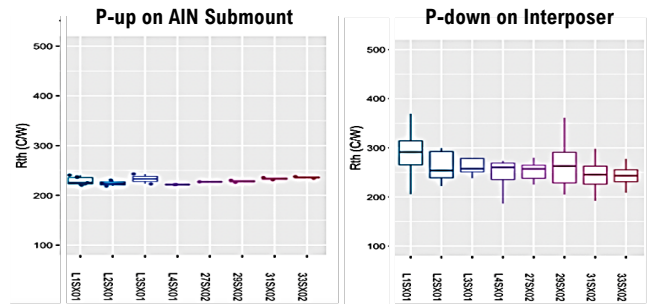 P-up on AIN Submount
P-down on Interposer
Rth (C/W)
500
400
300
200
100
L1SX01
L2SX01
L3SX01
L4SX01
27SX02
29SX02
31SX02
33SX02
Rth (C/W)
500
400
300
200
100
L1SX01
L2SX01
L3SX01
L4SX01
27SX02
29SX02
31SX02
33SX02